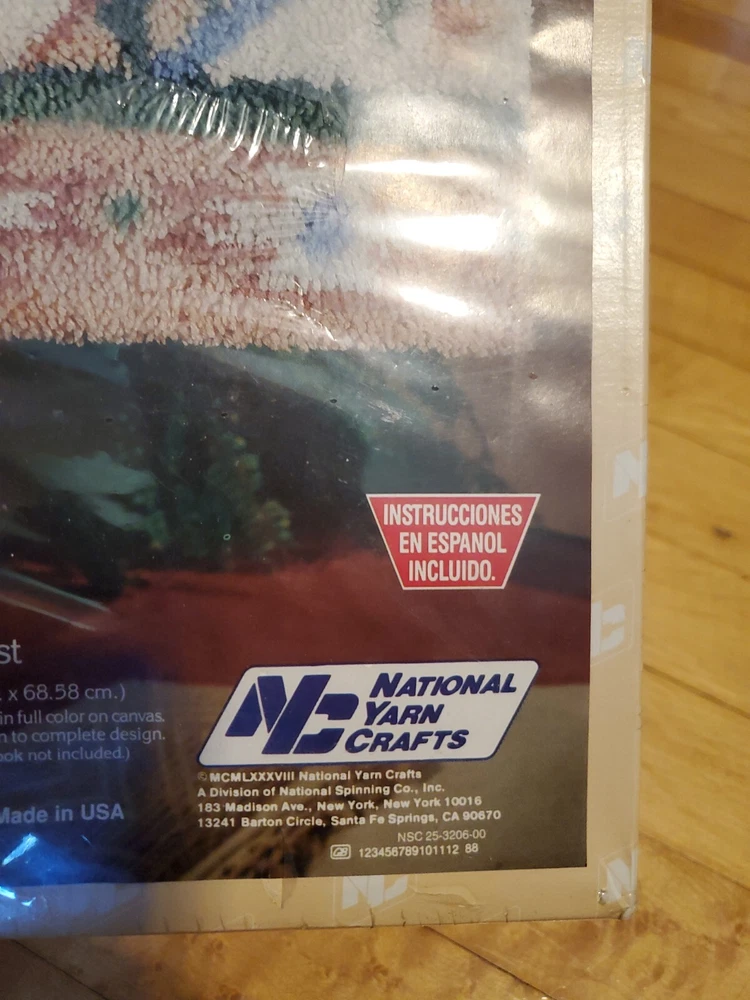 INSTRUCCIONES
EN ESPANOL
INCLUIDO.
st
. x 68.58 cm.)
in full color on canvas.
n to complete design.
ook not included.)
Made in USA
NC
NATIONAL
YARN
CRAFTS
© MCMLXXXVIII National Yarn Crafts
A Division of National Spinning Co., Inc.
183 Madison Ave., New York, New York 10016
13241 Barton Circle, Santa Fe Springs, CA 90670
NSC 25-3206-00
GB 123456789101112 88